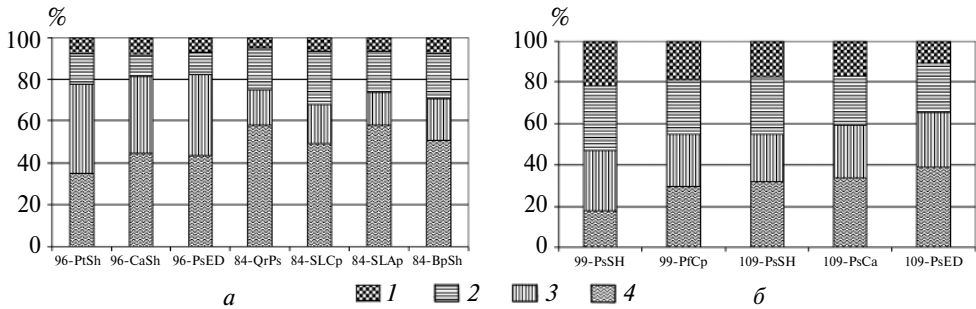 %
100
80
60
40
20
0
96-PtSh 96-CaSh 96-PsED 84-QrPs 84-SLCp 84-SLAp 84-BpSh
а
%
100
80
60
40
20
0
99-PsSH 99-PfCp 109-PsSH 109-PsCa 109-PsED
б
1 2 3 4